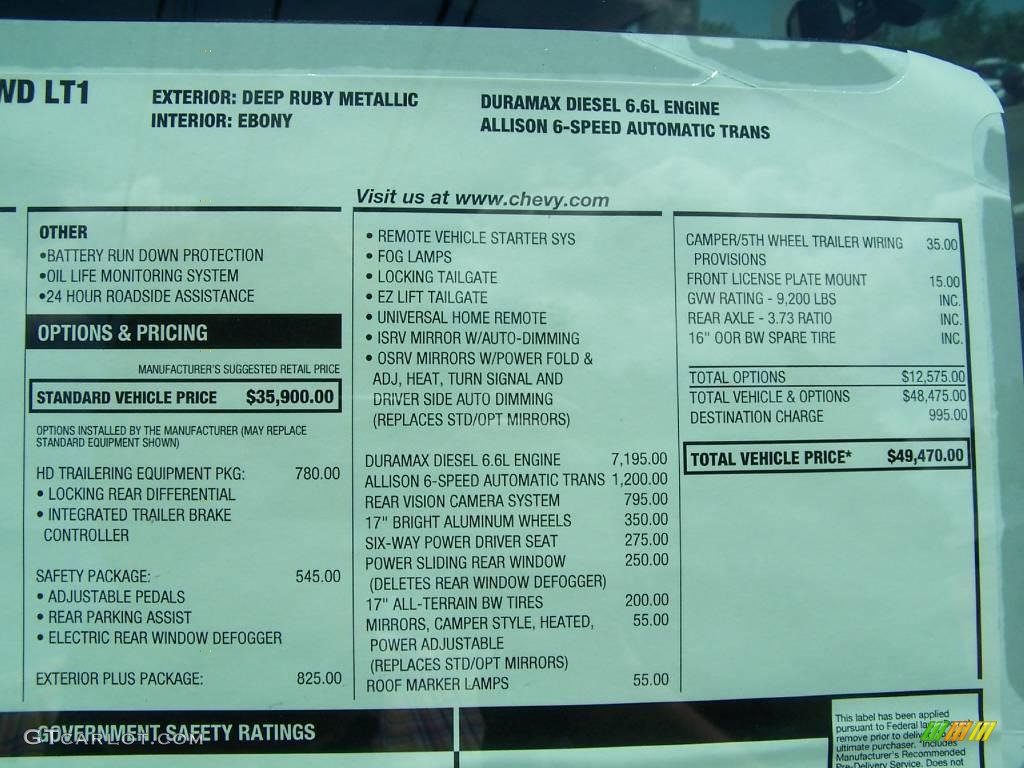 WD LT1
EXTERIOR: DEEP RUBY METALLIC
INTERIOR: EBONY
DURAMAX DIESEL 6.6L ENGINE
ALLISON 6-SPEED AUTOMATIC TRANS
Visit us at www.chevy.com
OTHER
•BATTERY RUN DOWN PROTECTION
•OIL LIFE MONITORING SYSTEM
•24 HOUR ROADSIDE ASSISTANCE
OPTIONS & PRICING
MANUFACTURER'S SUGGESTED RETAIL PRICE
STANDARD VEHICLE PRICE $35,900.00
OPTIONS INSTALLED BY THE MANUFACTURER (MAY REPLACE
STANDARD EQUIPMENT SHOWN)
HD TRAILERING EQUIPMENT PKG: 780.00
• LOCKING REAR DIFFERENTIAL
• INTEGRATED TRAILER BRAKE
CONTROLLER
SAFETY PACKAGE: 545.00
• ADJUSTABLE PEDALS
• REAR PARKING ASSIST
• ELECTRIC REAR WINDOW DEFOGGER
EXTERIOR PLUS PACKAGE: 825.00
• REMOTE VEHICLE STARTER SYS
• FOG LAMPS
• LOCKING TAILGATE
• EZ LIFT TAILGATE
• UNIVERSAL HOME REMOTE
• ISRV MIRROR W/AUTO-DIMMING
• OSRV MIRRORS W/POWER FOLD &
ADJ, HEAT, TURN SIGNAL AND
DRIVER SIDE AUTO DIMMING
(REPLACES STD/OPT MIRRORS)
DURAMAX DIESEL 6.6L ENGINE 7,195.00
ALLISON 6-SPEED AUTOMATIC TRANS 1,200.00
REAR VISION CAMERA SYSTEM 795.00
17" BRIGHT ALUMINUM WHEELS 350.00
SIX-WAY POWER DRIVER SEAT 275.00
POWER SLIDING REAR WINDOW 250.00
(DELETES REAR WINDOW DEFOGGER)
17" ALL-TERRAIN BW TIRES 200.00
MIRRORS, CAMPER STYLE, HEATED, 55.00
POWER ADJUSTABLE
(REPLACES STD/OPT MIRRORS)
ROOF MARKER LAMPS 55.00
CAMPER/5TH WHEEL TRAILER WIRING 35.00
PROVISIONS
FRONT LICENSE PLATE MOUNT 15.00
GVW RATING - 9,200 LBS INC.
REAR AXLE - 3.73 RATIO INC.
16" OOR BW SPARE TIRE INC.
TOTAL OPTIONS $12,575.00
TOTAL VEHICLE & OPTIONS $48,475.00
DESTINATION CHARGE 995.00
TOTAL VEHICLE PRICE* $49,470.00
GOVERNMENT SAFETY RATINGS
GTCARLOT.COM
This label has been applied
pursuant to Federal
remove prior to
ultimate purchaser. *Includes
Manufacturer's Recommended
Pre-Delivery Service. Does not